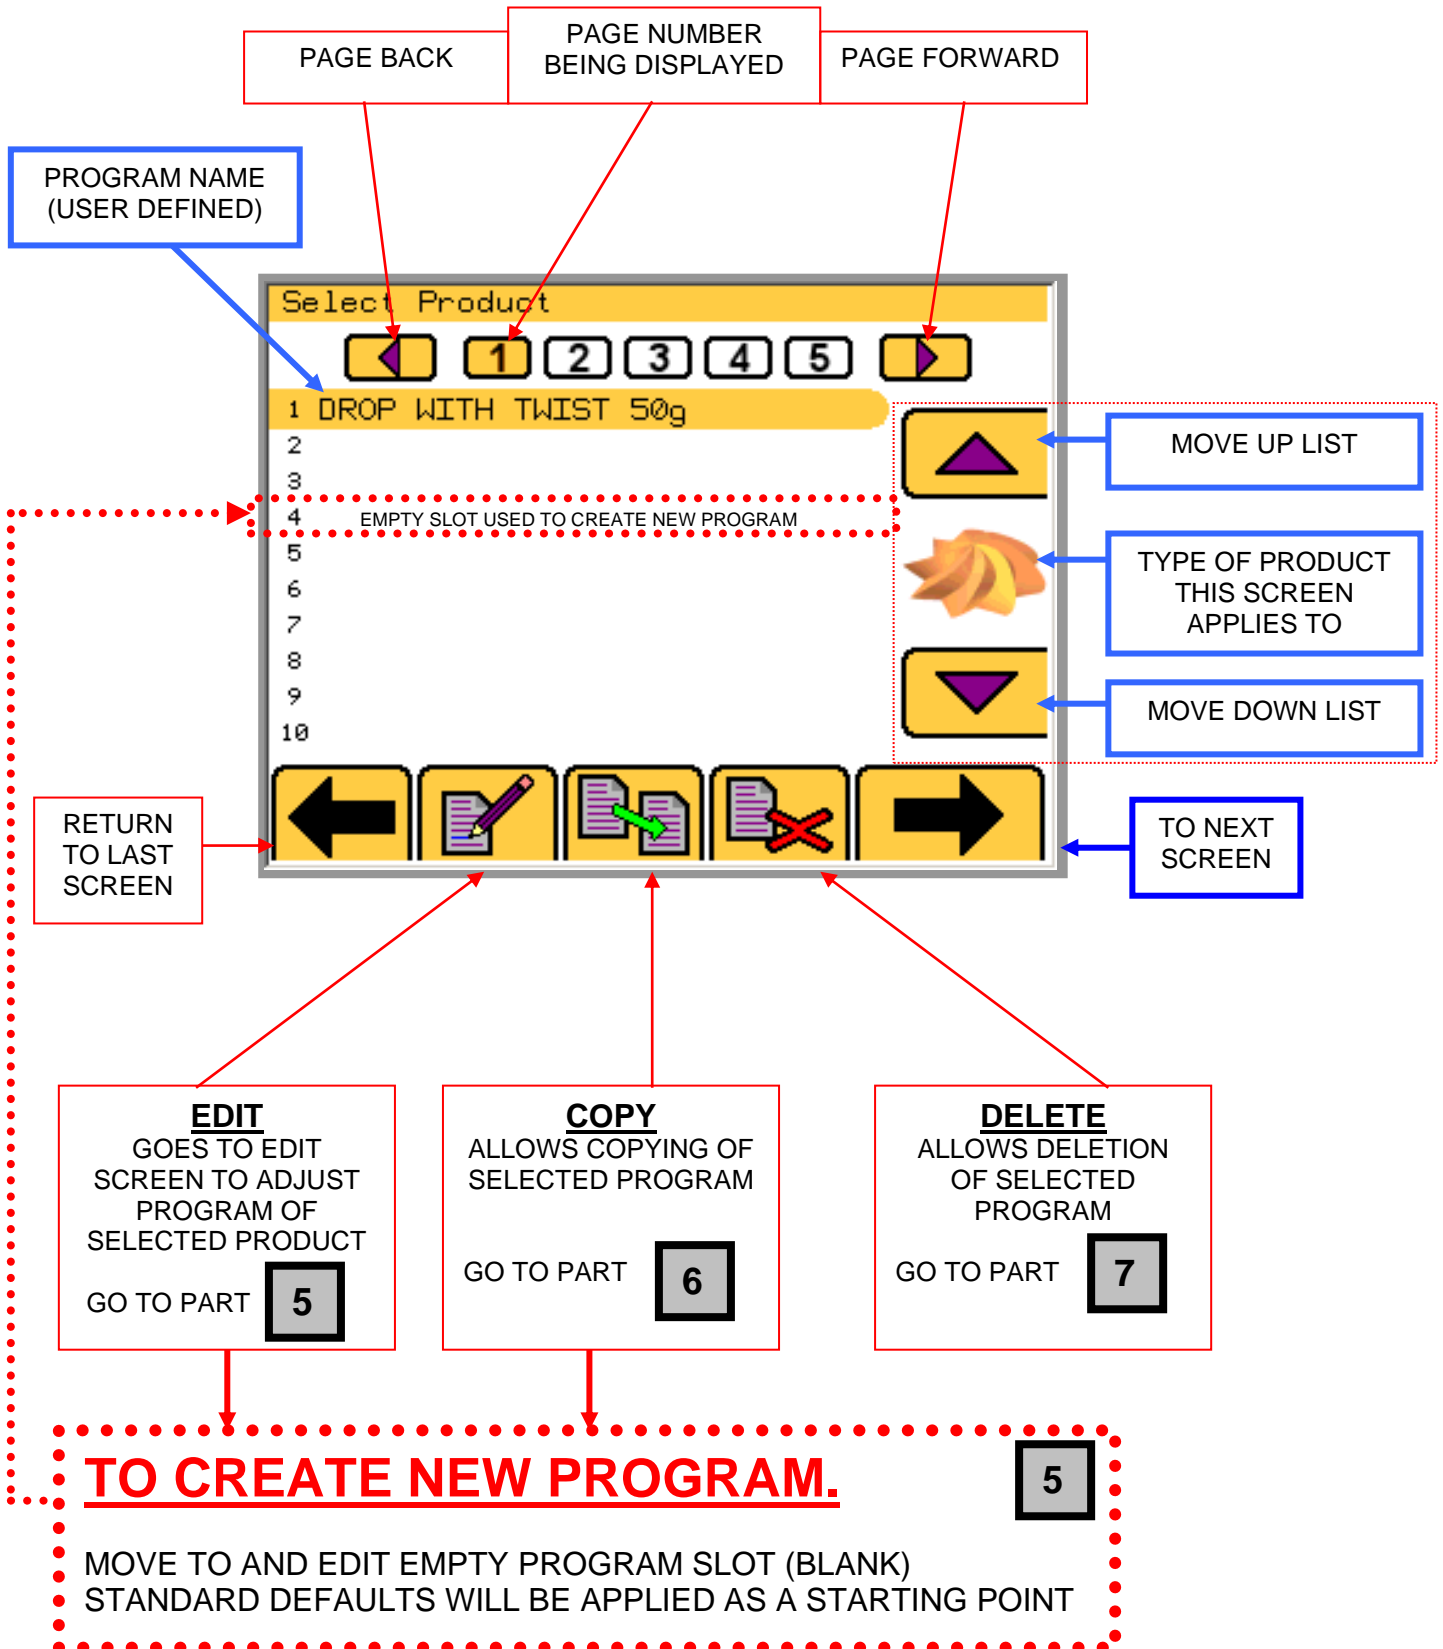 PAGE BACK
PAGE NUMBER
BEING DISPLAYED
PAGE FORWARD
PROGRAM NAME
(USER DEFINED)
Select Product
1 2 3 4 5
1 DROP WITH TWIST 50g
2
3
4 EMPTY SLOT USED TO CREATE NEW PROGRAM
5
6
7
8
9
10
MOVE UP LIST
TYPE OF PRODUCT
THIS SCREEN
APPLIES TO
MOVE DOWN LIST
RETURN
TO LAST
SCREEN
TO NEXT
SCREEN
EDIT
GOES TO EDIT
SCREEN TO ADJUST
PROGRAM OF
SELECTED PRODUCT
GO TO PART 5
COPY
ALLOWS COPYING OF
SELECTED PROGRAM
GO TO PART 6
DELETE
ALLOWS DELETION
OF SELECTED
PROGRAM
GO TO PART 7
TO CREATE NEW PROGRAM. 5
MOVE TO AND EDIT EMPTY PROGRAM SLOT (BLANK)
STANDARD DEFAULTS WILL BE APPLIED AS A STARTING POINT